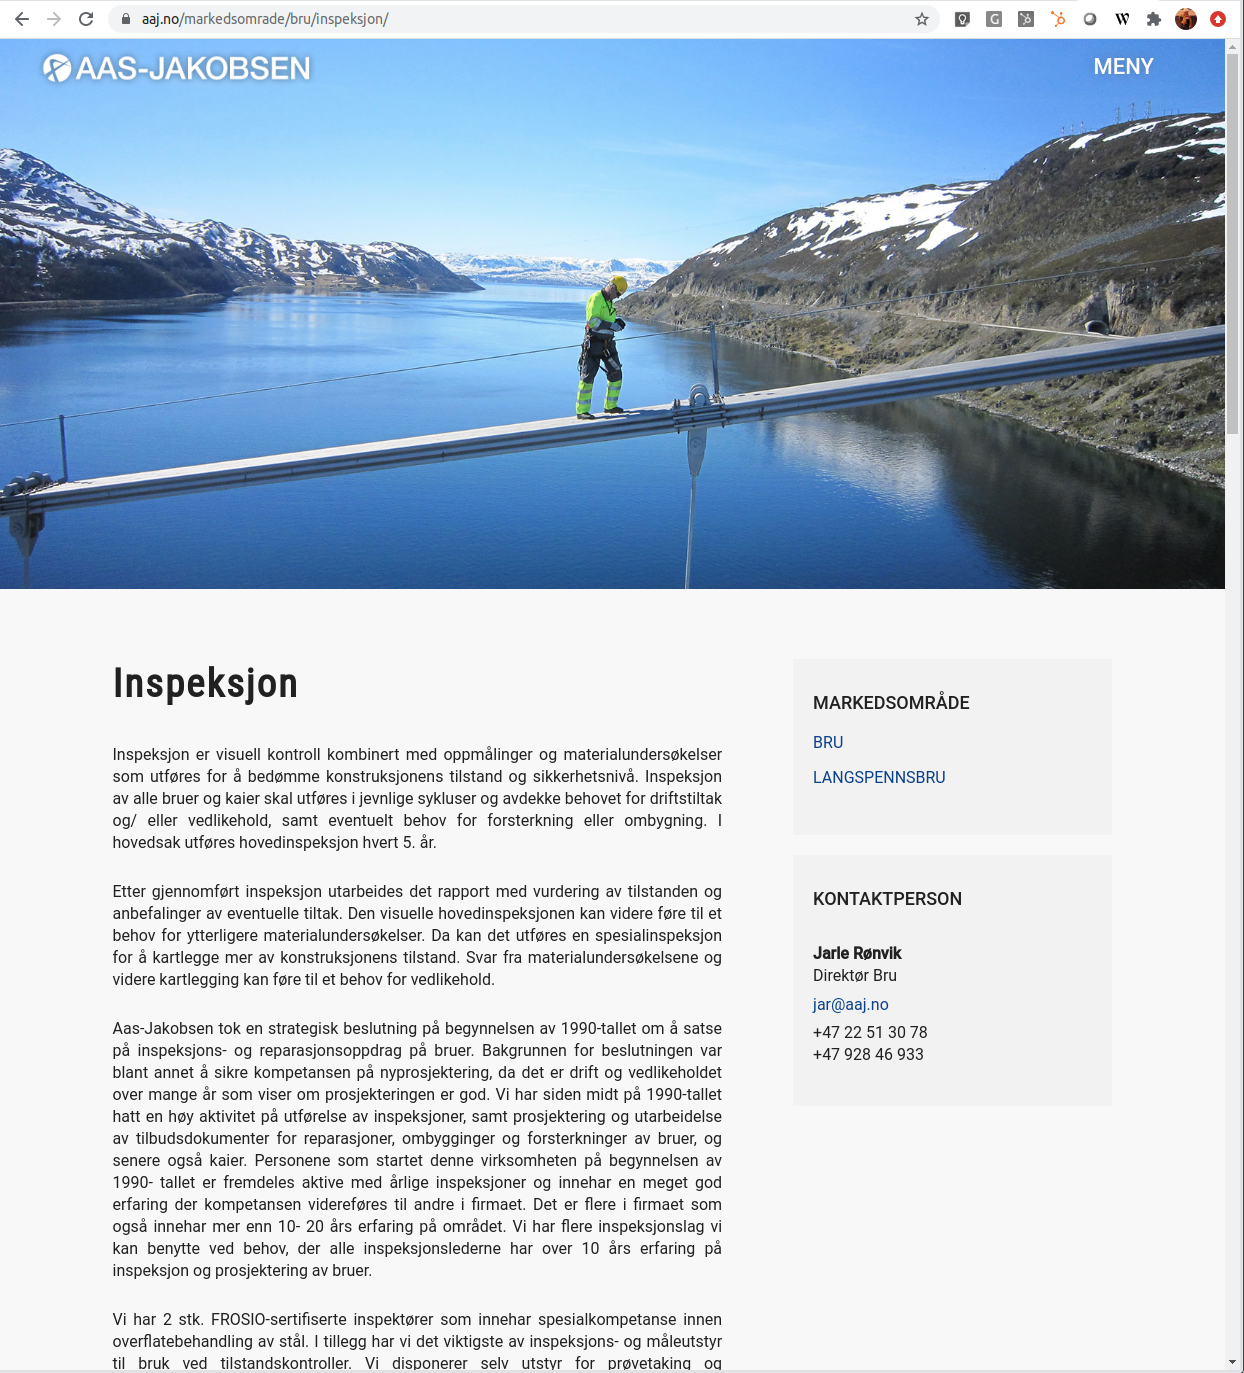 aaj.no/markedsomrade/bru/inspeksjon/
AAS-JAKOBSEN
MENY
Inspeksjon
Inspeksjon er visuell kontroll kombinert med oppmålinger og materialundersøkelser
som utføres for å bedømme konstruksjonens tilstand og sikkerhetsnivå. Inspeksjon
av alle bruer og kaier skal utføres i jevnlige sykluser og avdekke behovet for driftstiltak
og/ eller vedlikehold, samt eventuelt behov for forsterkning eller ombygning. I
hovedsak utføres hovedinspeksjon hvert 5. år.
Etter gjennomført inspeksjon utarbeides det rapport med vurdering av tilstanden og
anbefalinger av eventuelle tiltak. Den visuelle hovedinspeksjonen kan videre føre til et
behov for ytterligere materialundersøkelser. Da kan det utføres en spesialinspeksjon
for å kartlegge mer av konstruksjonens tilstand. Svar fra materialundersøkelsene og
videre kartlegging kan føre til et behov for vedlikehold.
Aas-Jakobsen tok en strategisk beslutning på begynnelsen av 1990-tallet om å satse
på inspeksjons- og reparasjonsoppdrag på bruer. Bakgrunnen for beslutningen var
blant annet å sikre kompetansen på nyprosjektering, da det er drift og vedlikeholdet
over mange år som viser om prosjekteringen er god. Vi har siden midt på 1990-tallet
hatt en høy aktivitet på utførelse av inspeksjoner, samt prosjektering og utarbeidelse
av tilbudsdokumenter for reparasjoner, ombygginger og forsterkninger av bruer, og
senere også kaier. Personene som startet denne virksomheten på begynnelsen av
1990- tallet er fremdeles aktive med årlige inspeksjoner og innehar en meget god
erfaring der kompetansen videreføres til andre i firmaet. Det er flere i firmaet som
også innehar mer enn 10- 20 års erfaring på området. Vi har flere inspeksjonslag vi
kan benytte ved behov, der alle inspeksjonslederne har over 10 års erfaring på
inspeksjon og prosjektering av bruer.
Vi har 2 stk. FROSIO-sertifiserte inspektører som innehar spesialkompetanse innen
overflatebehandling av stål. I tillegg har vi det viktigste av inspeksjons- og måleutstyr
til bruk ved tilstandskontroller. Vi disponerer selv utstyr for prøvetaking og
MARKEDSOMRÅDE
BRU
LANGSPENNSBRU
KONTAKTPERSON
Jarle Rønvik
Direktør Bru
jar@aaj.no
+47 22 51 30 78
+47 928 46 933